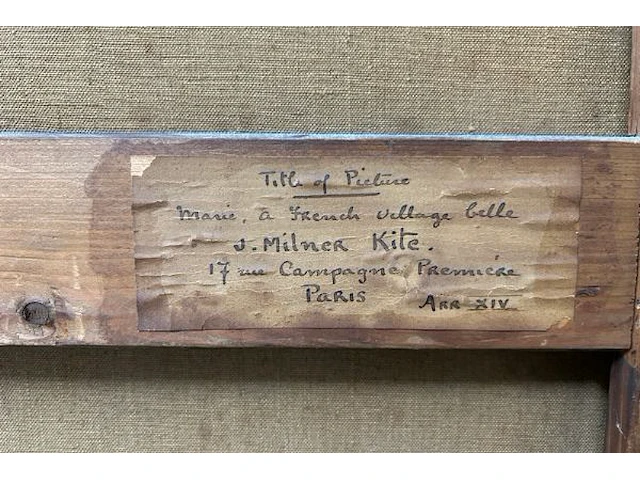 Title of Picture
Marie, a French village belle
J. Milner Kite.
17 rue Campagne Première
Paris Arr XIV